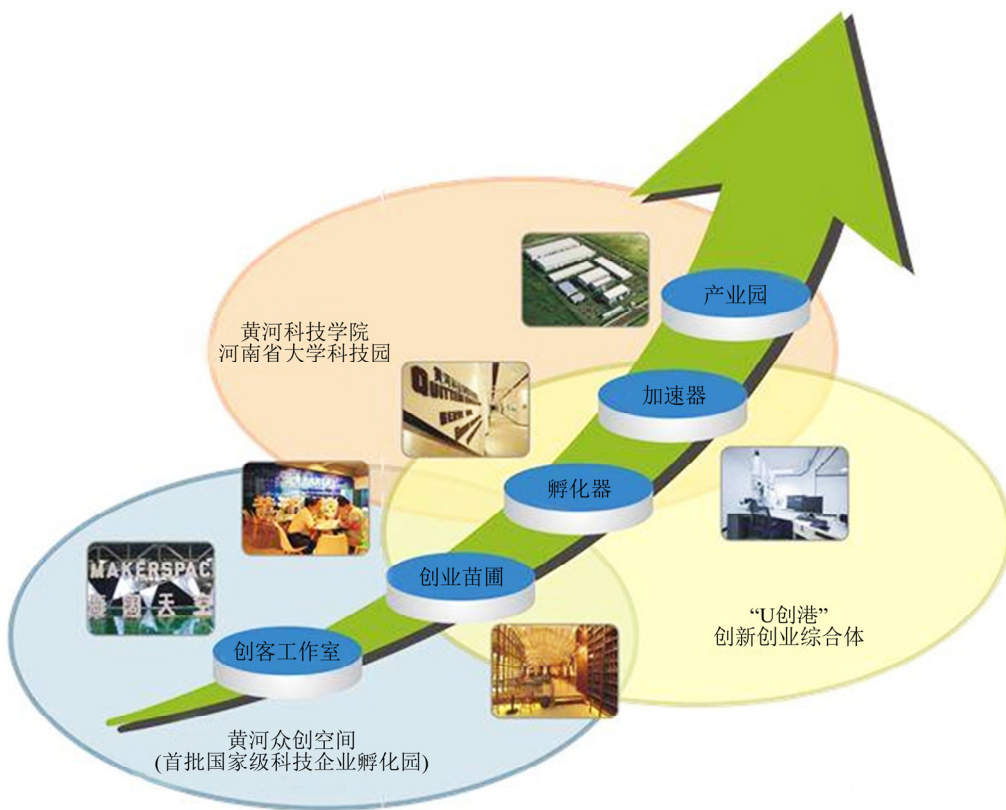 产业园
黄河科技学院
河南省大学科技园
加速器
孵化器
创业苗圃
MAKERSPAC
“U创港”
创新创业综合体
创客工作室
黄河众创空间
(首批国家级科技企业孵化园)